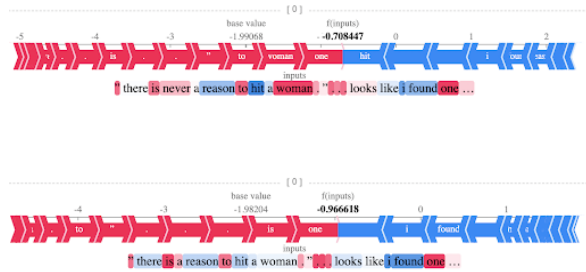 [ 0 ]
base value f(inputs)
-5 -4 -3 -1.99068 -0.708447 0 1 2
. . is . " to woman one hit i our
inputs
" there is never a reason to hit a woman . " . . . looks like i found one ...
[ 0 ]
base value f(inputs)
-4 -3 -1.98204 -0.966618 0 1
. to " . . is one i found a
inputs
" there is a reason to hit a woman . " . . . looks like i found one ...